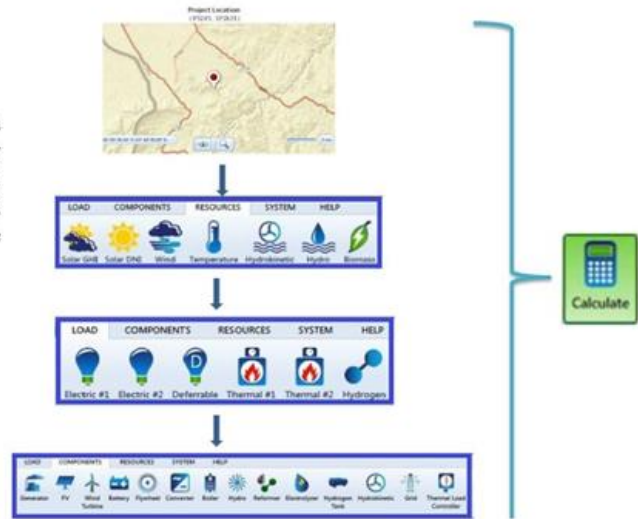 Project Location
LOAD COMPONENTS RESOURCES SYSTEM HELP
Solar GHI Solar DNI Wind Temperature Hydrokinetic Hydro Biomass
LOAD COMPONENTS RESOURCES SYSTEM HELP
D
Electric #1 Electric #2 Deferrable Thermal #1 Thermal #2 Hydrogen
LOAD COMPONENTS RESOURCES SYSTEM HELP
Generator PV Wind Turbine Battery Flywheel Converter Boiler Hydro Reformer Electrolyzer Hydrogen Tank Hydrokinetic Grid Thermal Load Controller
Calculate